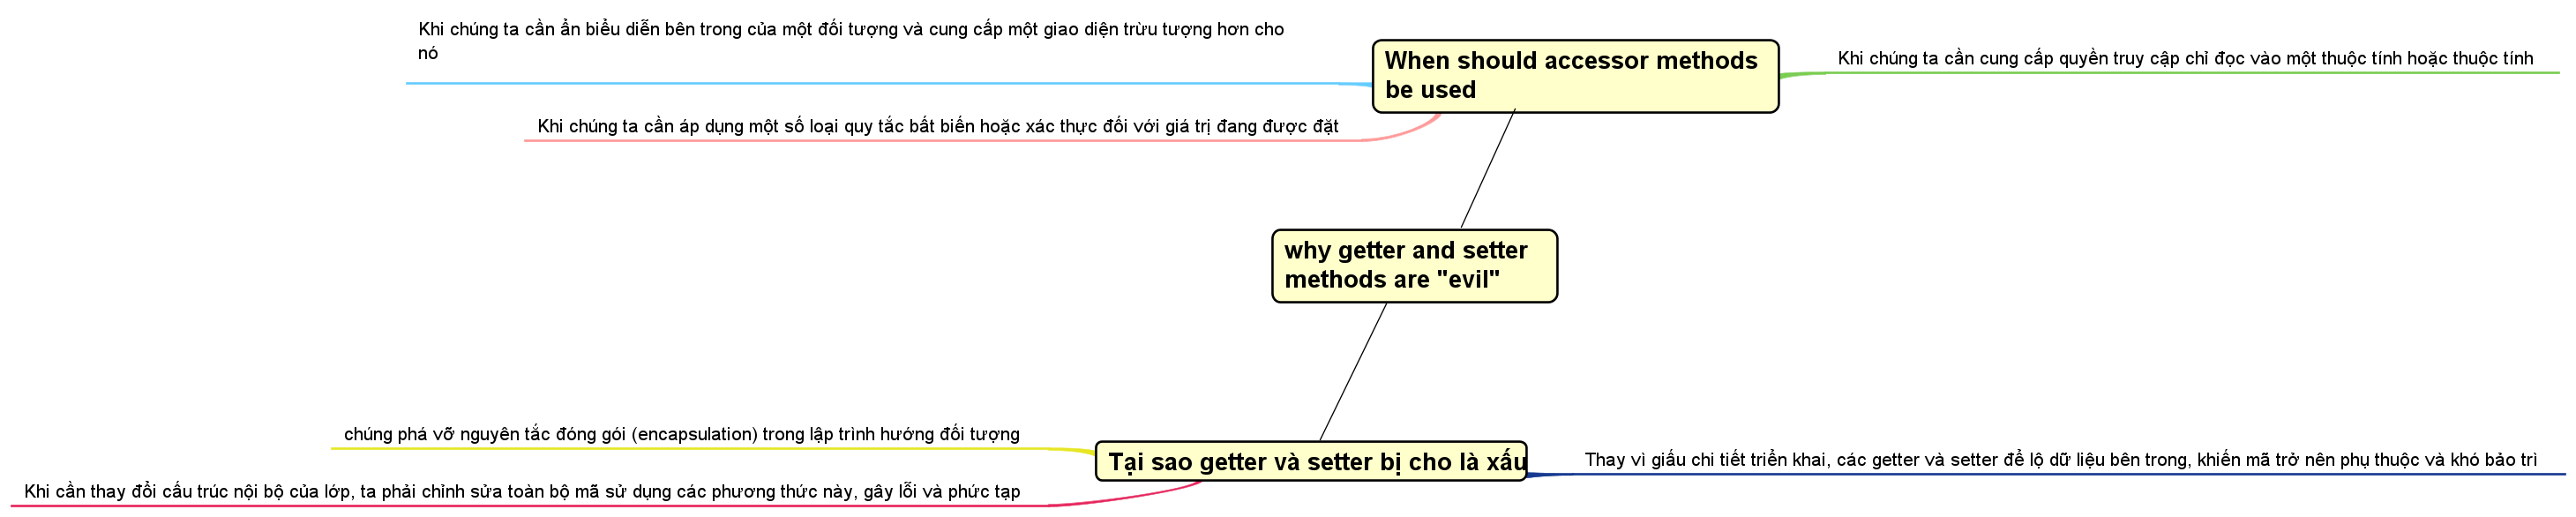 Khi chúng ta cần ẩn biểu diễn bên trong của một đối tượng và cung cấp một giao diện trừu tượng hơn cho
nó
When should accessor methods
be used
Khi chúng ta cần cung cấp quyền truy cập chỉ đọc vào một thuộc tính hoặc thuộc tính
Khi chúng ta cần áp dụng một số loại quy tắc bất biến hoặc xác thực đối với giá trị đang được đặt
why getter and setter
methods are "evil"
chúng phá vỡ nguyên tắc đóng gói (encapsulation) trong lập trình hướng đối tượng
Tại sao getter và setter bị cho là xấu
Thay vì giấu chi tiết triển khai, các getter và setter để lộ dữ liệu bên trong, khiến mã trở nên phụ thuộc và khó bảo trì
Khi cần thay đổi cấu trúc nội bộ của lớp, ta phải chỉnh sửa toàn bộ mã sử dụng các phương thức này, gây lỗi và phức tạp